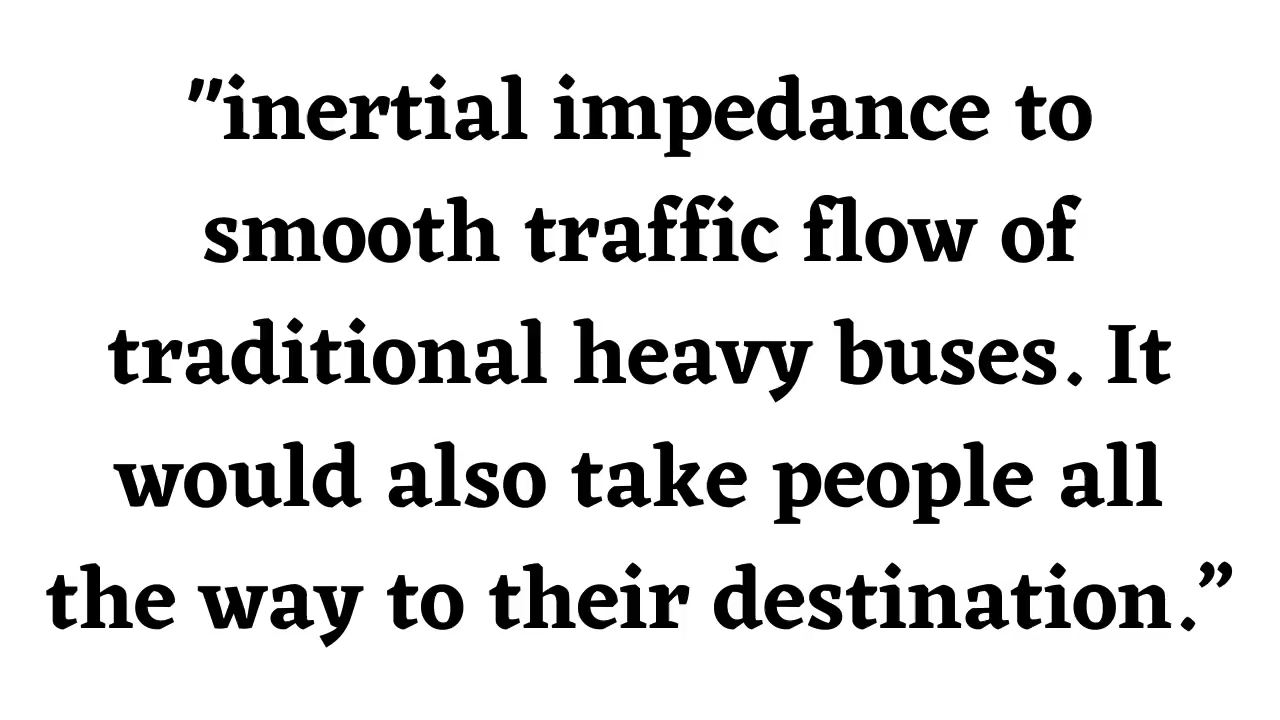 "inertial impedance to
smooth traffic flow of
traditional heavy buses. It
would also take people all
the way to their destination.”